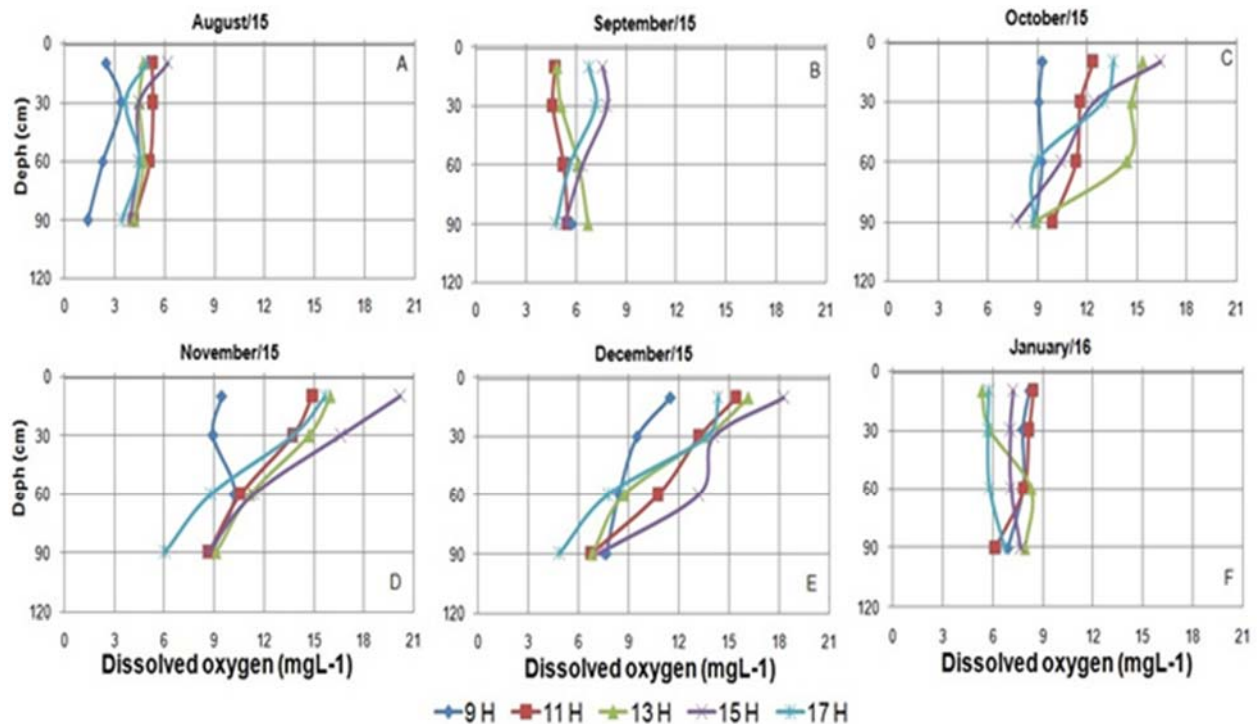 August/15
September/15
October/15
0
30
60
90
120
Deph (cm)
A
0 3 6 9 12 15 18 21
0
30
60
90
120
B
0 3 6 9 12 15 18 21
0
30
60
90
120
C
0 3 6 9 12 15 18 21
November/15
December/15
January/16
0
30
60
90
120
Deph (cm)
D
0 3 6 9 12 15 18 21
Dissolved oxygen (mgL-1)
0
30
60
90
120
E
0 3 6 9 12 15 18 21
Dissolved oxygen (mgL-1)
0
30
60
90
120
F
0 3 6 9 12 15 18 21
Dissolved oxygen (mgL-1)
9 H 11 H 13 H 15 H 17 H